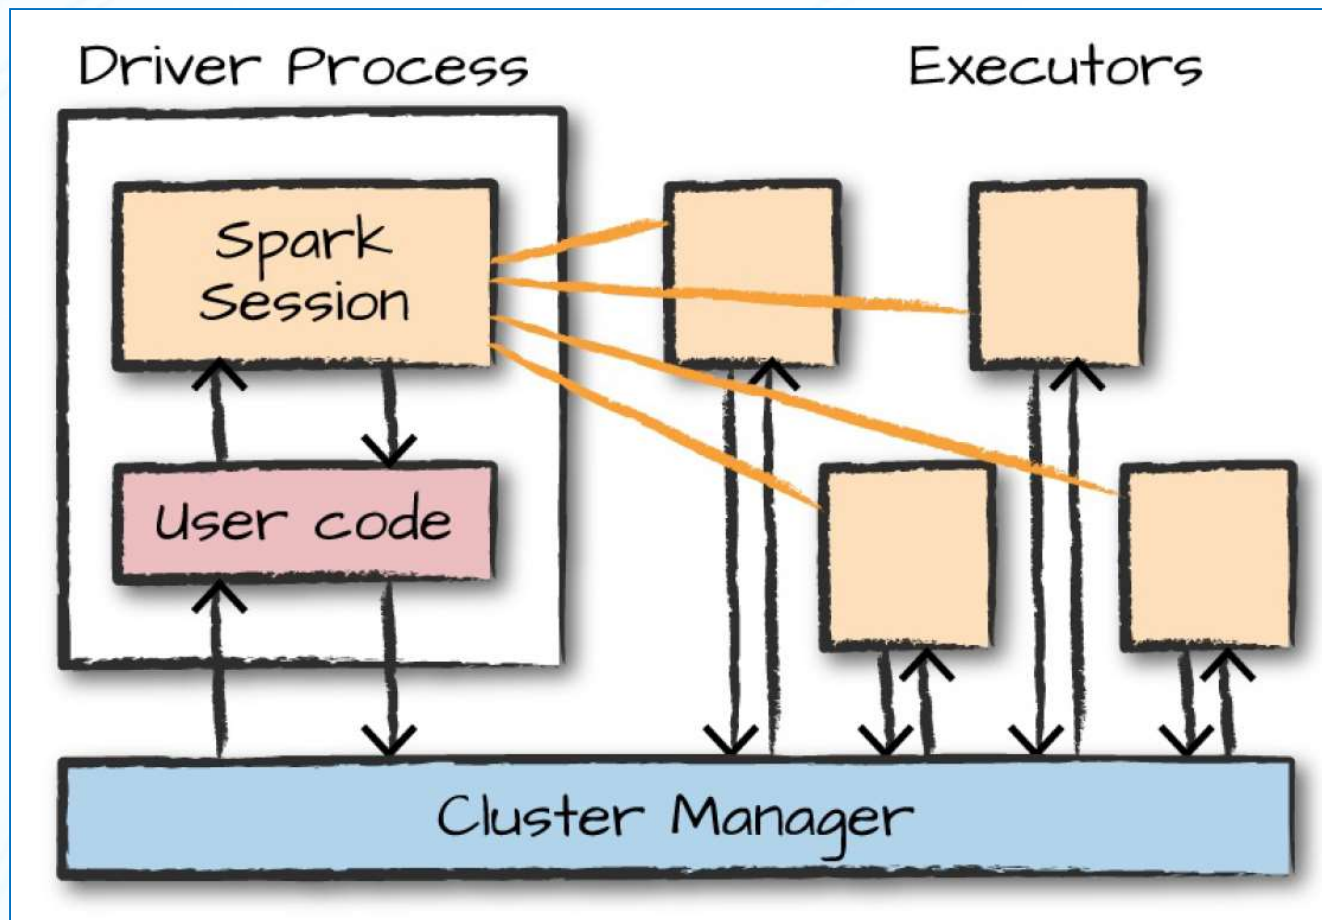 Driver Process
Executors
Spark
Session
User code
Cluster Manager